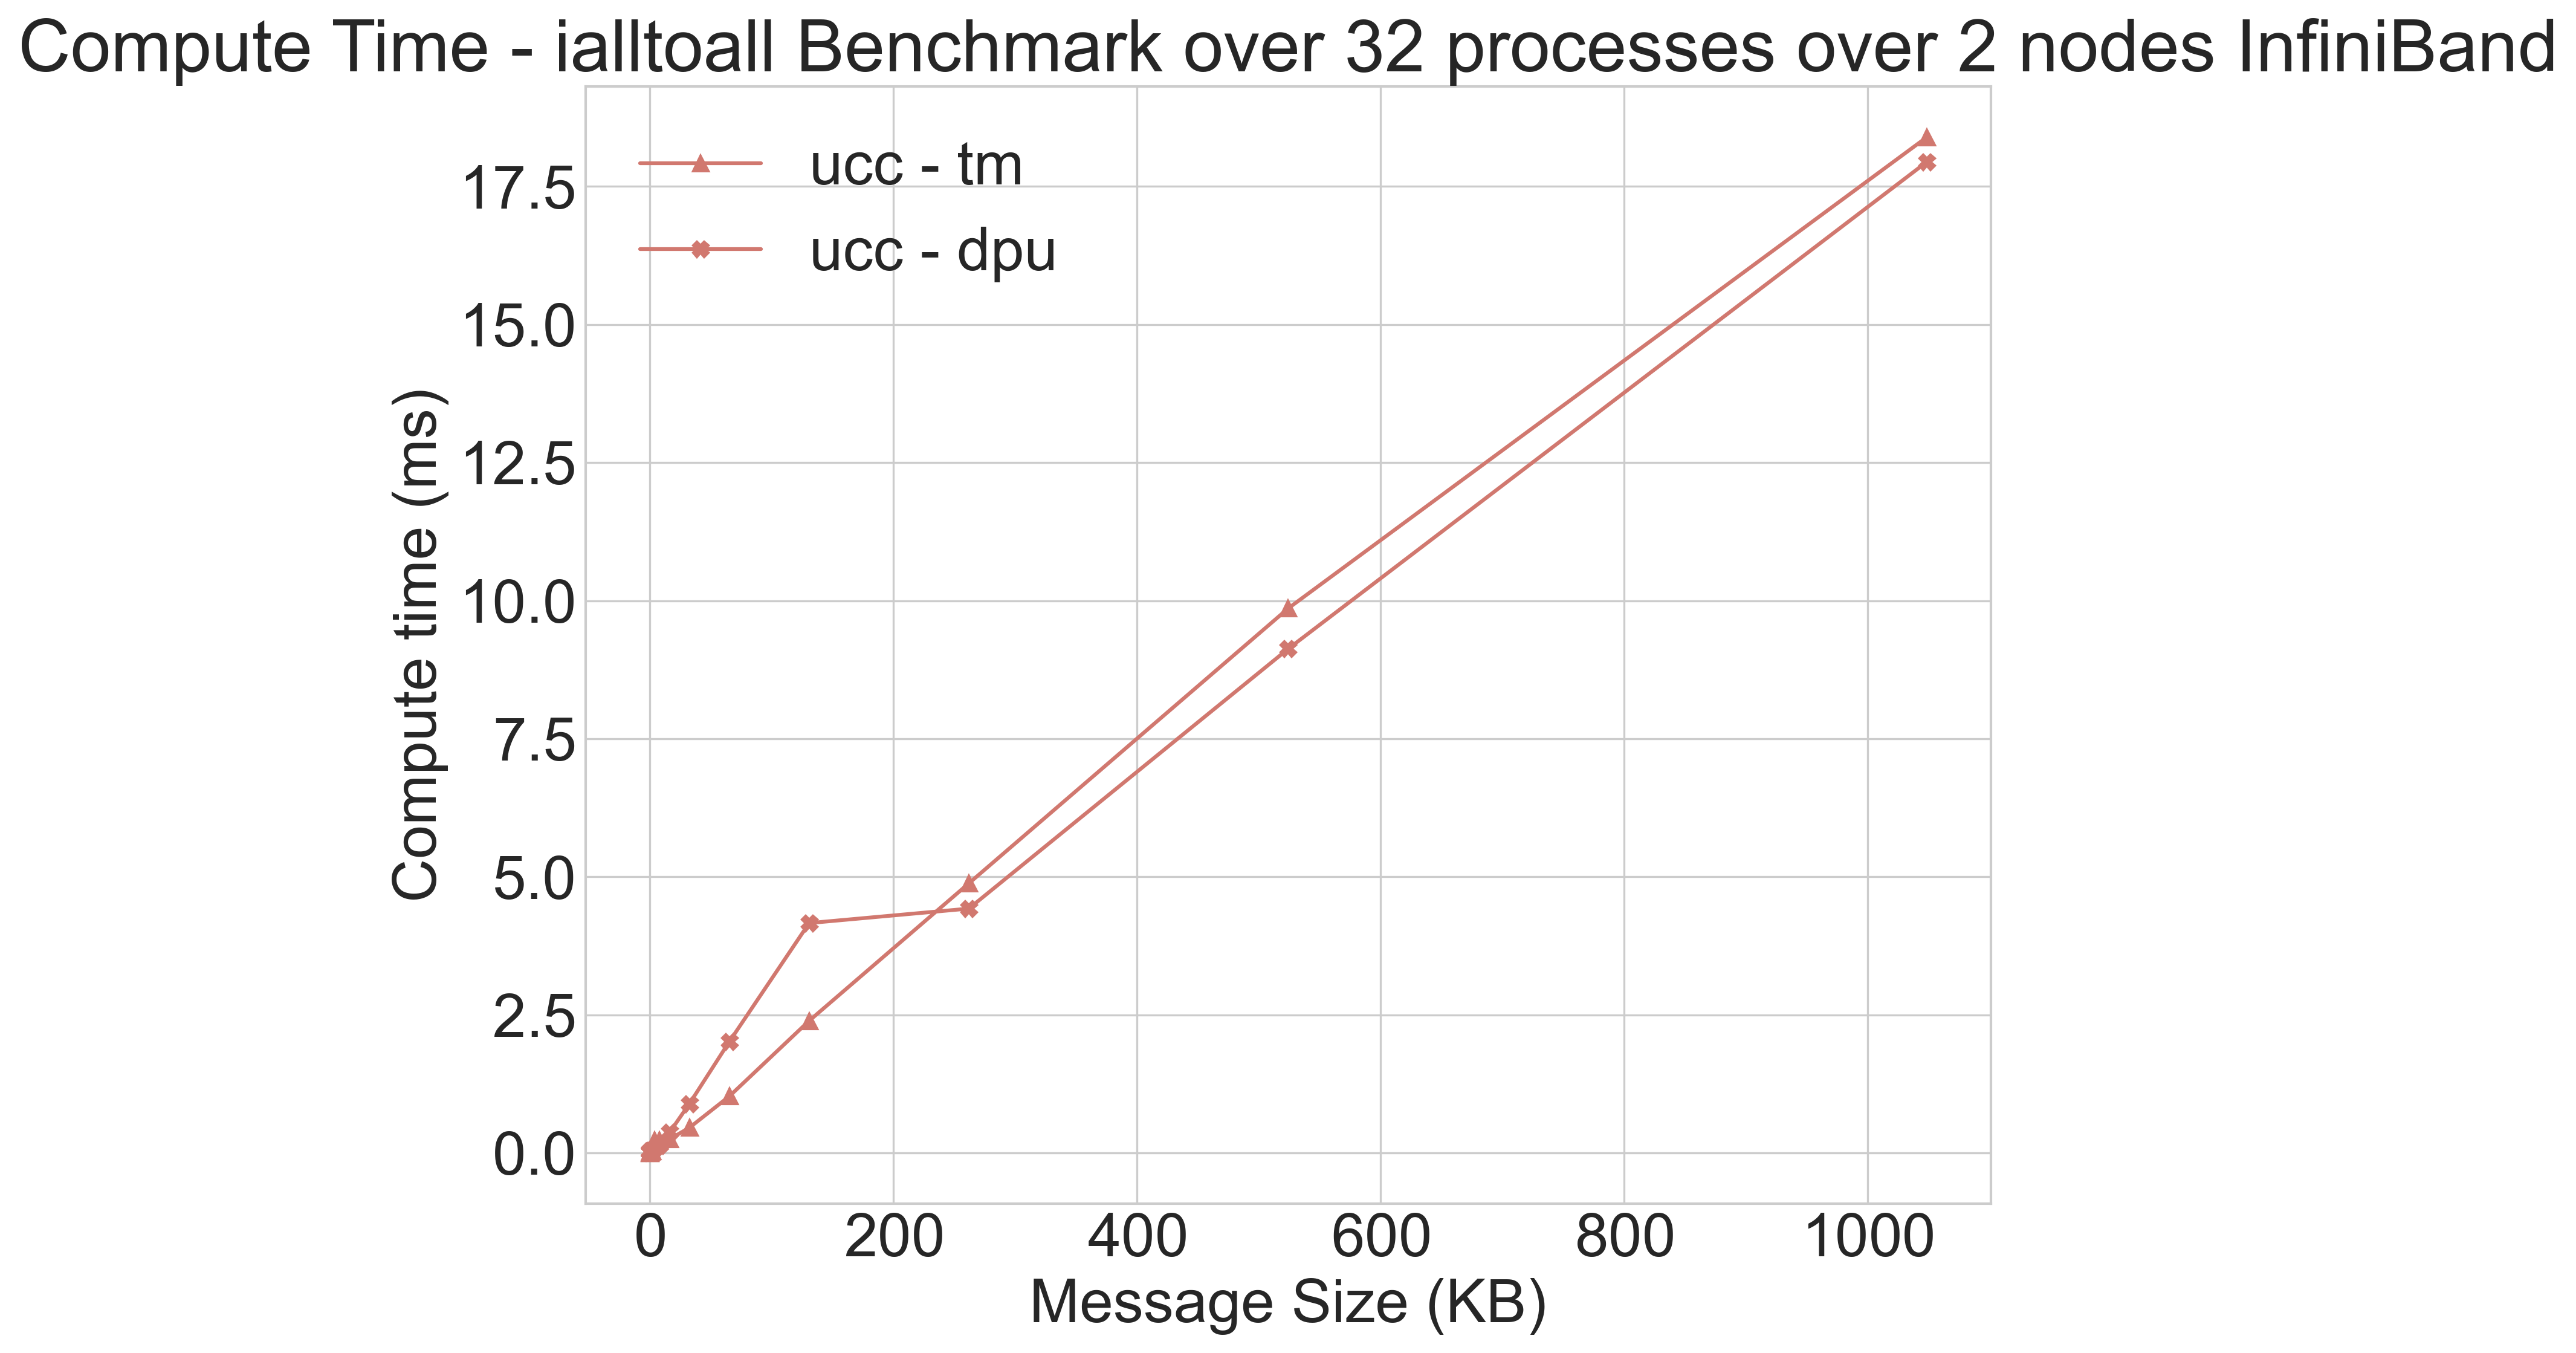 Compute Time - ialltoall Benchmark over 32 processes over 2 nodes InfiniBand
ucc - tm
ucc - dpu
17.5
15.0
12.5
10.0
7.5
5.0
2.5
0.0
Compute time (ms)
0 200 400 600 800 1000
Message Size (KB)